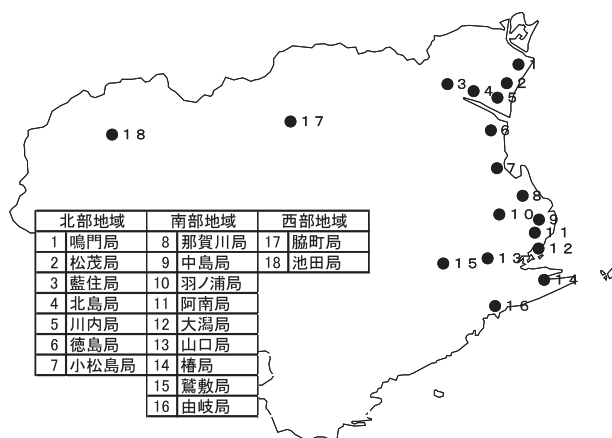 1
2
3 4
5
17
18
6
7
8
10 9
11
12
13
15
14
16
北部地域 南部地域 西部地域
1 鳴門局 8 那賀川局 17 脇町局
2 松茂局 9 中島局 18 池田局
3 藍住局 10 羽ノ浦局
4 北島局 11 阿南局
5 川内局 12 大潟局
6 徳島局 13 山口局
7 小松島局 14 椿局
15 鷲敷局
16 由岐局